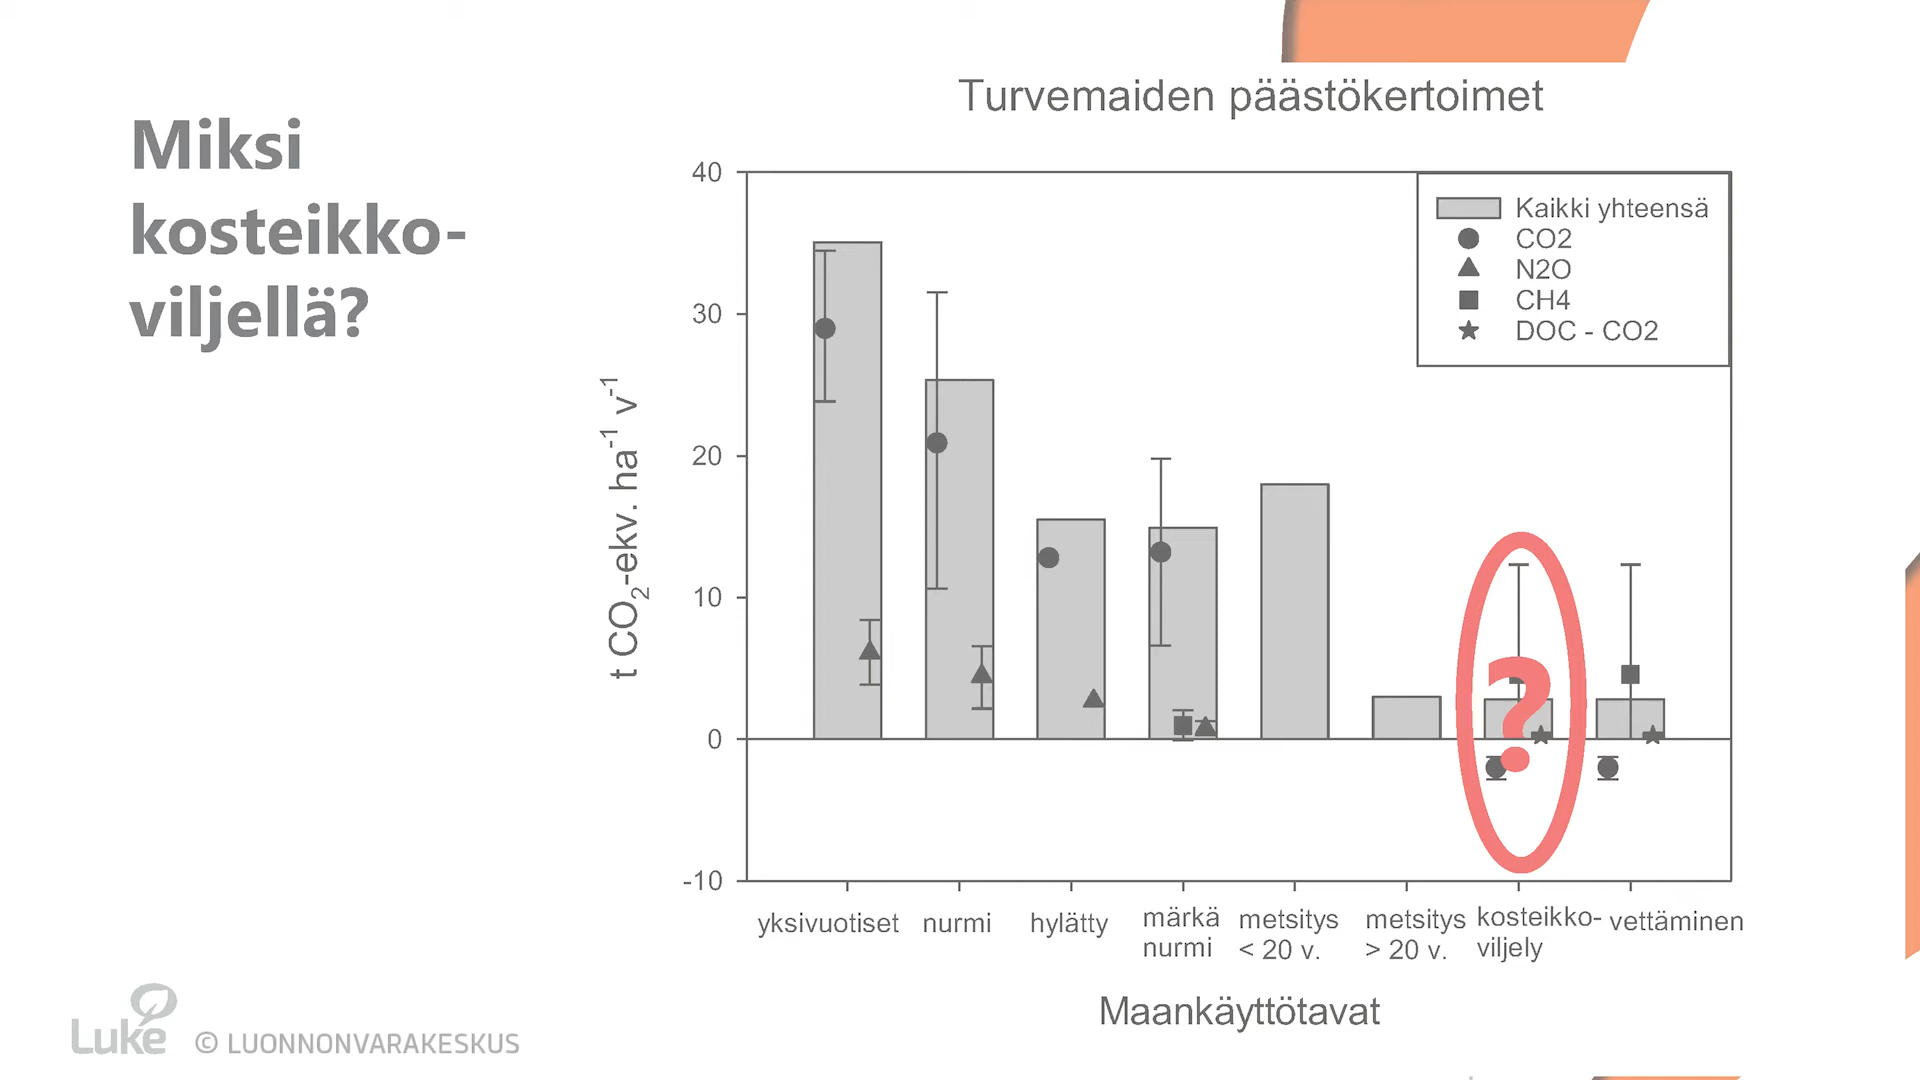 Miksi
kosteikko-
viljellä?
Turvemaiden päästökertoimet
40
30
20
10
0
-10
t CO2-ekv. ha-1 v-1
Kaikki yhteensä
CO2
N2O
CH4
DOC - CO2
?
yksivuotiset
nurmi
hylätty
märkä
nurmi
metsitys
< 20 v.
metsitys
> 20 v.
kosteikko-
viljely
vettäminen
Maankäyttötavat
Luke
© LUONNONVARAKESKUS